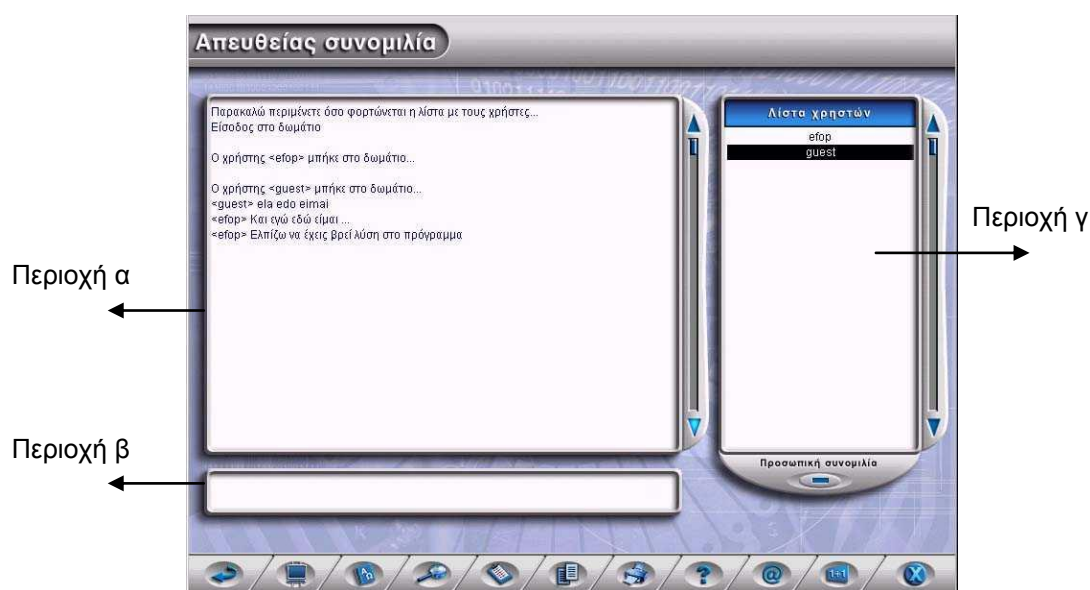 Απευθείας συνομιλία
Παρακαλώ περιμένετε όσο φορτώνεται η λίστα με τους χρήστες...
Είσοδος στο δωμάτιο
Ο χρήστης <efop> μπήκε στο δωμάτιο...
Ο χρήστης <guest> μπήκε στο δωμάτιο...
<guest> ela edo eimai
<efop> Και εγώ εδώ είμαι ...
<efop> Ελπίζω να έχεις βρεί λύση στο πρόγραμμα
Λίστα χρηστών
efop
guest
Προσωπική συνομιλία
Περιοχή α
Περιοχή β
Περιοχή γ